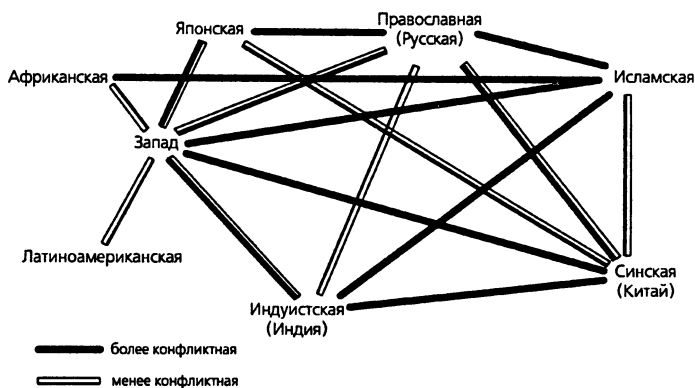 Японская
Православная
(Русская)
Африканская
Исламская
Запад
Латиноамериканская
Синская
(Китай)
Индуистская
(Индия)
более конфликтная
менее конфликтная